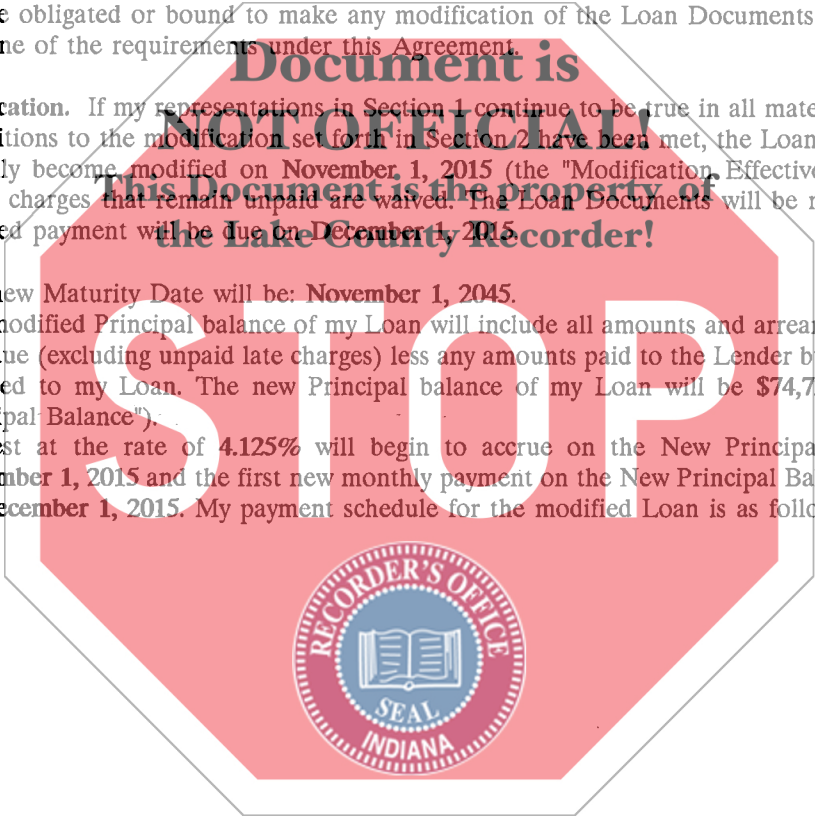 e obligated or bound to make any modification of the Loan Documents
ne of the requirements under this Agreement.
Document is
cation. If my representations in Section 1 continue to be true in all mate
NOT OFFICIAL!
itions to the modification set forth in Section 2 have been met, the Loan
ly become modified on November 1, 2015 (the "Modification Effective
This Document is the property of
charges that remain unpaid are waived. The Loan Documents will be
ed payment will be due on December 1, 2015.
the Lake County Recorder!
ew Maturity Date will be: November 1, 2045.
odified Principal balance of my Loan will include all amounts and arrear
ue (excluding unpaid late charges) less any amounts paid to the Lender b
ed to my Loan. The new Principal balance of my Loan will be $74,7
ipal Balance").
STOP
st at the rate of 4.125% will begin to accrue on the New Principa
mber 1, 2015 and the first new monthly payment on the New Principal Ba
ecember 1, 2015. My payment schedule for the modified Loan is as follo
RECORDER'S OFFICE
SEAL
INDIANA